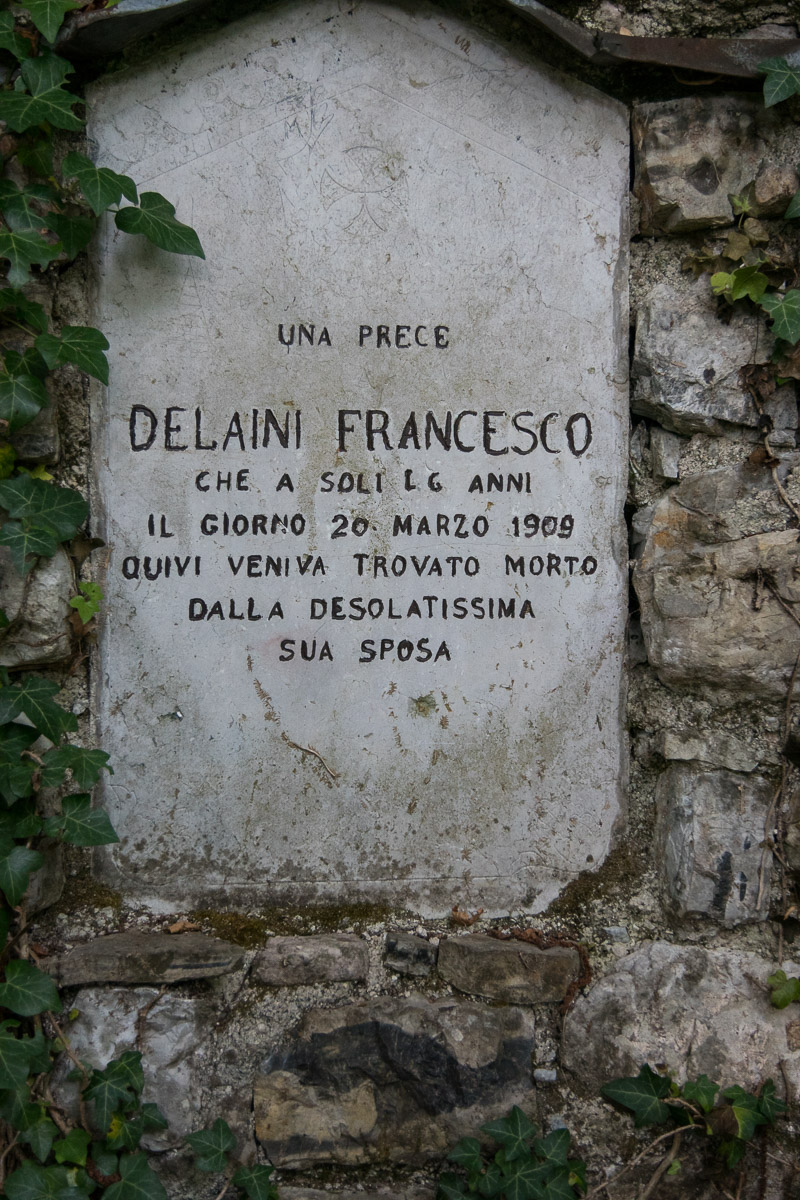 UNA PRECE
DELAINI FRANCESCO
CHE A SOLI ANNI
IL GIORNO 20 MARZO 1909
QUIVI VENIVA TROVATO MORTO
DALLA DESOLATISSIMA
SUA SPOSA